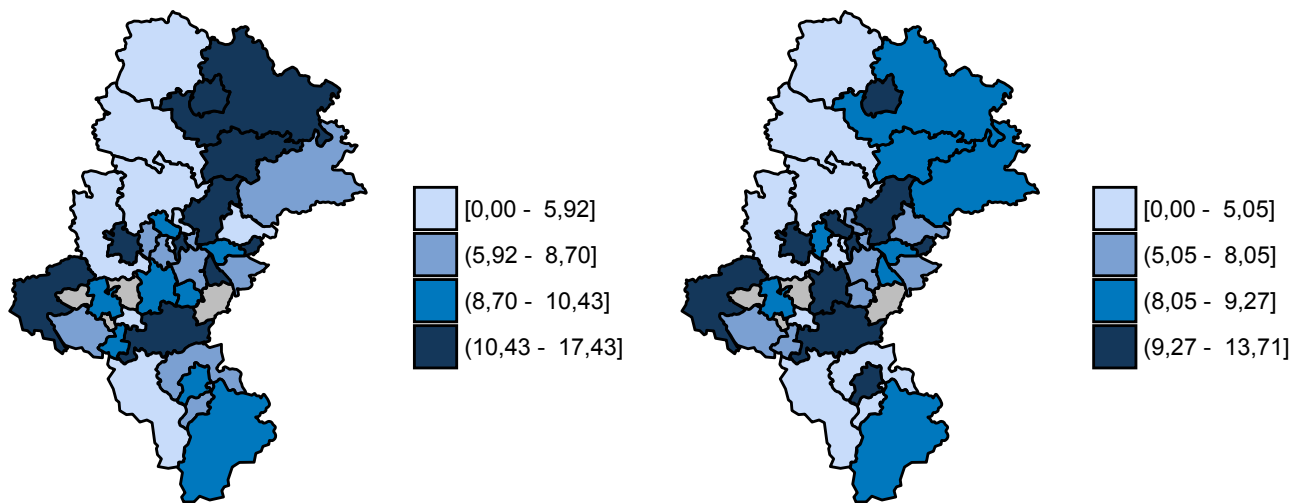 [0,00 - 5,92]
(5,92 - 8,70]
(8,70 - 10,43]
(10,43 - 17,43]
[0,00 - 5,05]
(5,05 - 8,05]
(8,05 - 9,27]
(9,27 - 13,71]